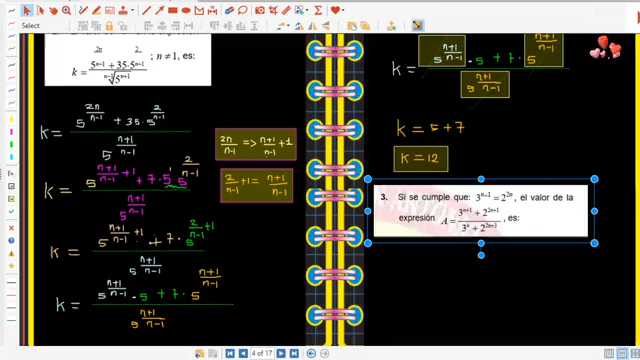 Select
2n 2
k = 5^{n-1} + 35·5^{n-1} / \sqrt[n-1]{5^{n+1}} ; n ≠ 1, es:
k = 5^{2n/n-1} + 35·5^{2/n-1} / 5^{n+1/n-1}
2n/n-1 => n+1/n-1 + 1
k = 5^{n+1/n-1 + 1} + 7·5^1·5^{2/n-1} / 5^{n+1/n-1}
2/n-1 + 1 = n+1/n-1
k = 5^{n+1/n-1 + 1} + 7·5^{2/n-1 + 1} / 5^{n+1/n-1}
k = 5^{n+1/n-1}·5 + 7·5^{n+1/n-1} / 5^{n+1/n-1}
k = 5^{n+1/n-1}·5 + 7·5^{n+1/n-1} / 5^{n+1/n-1}
k = 5+7
k = 12
3. Si se cumple que: 3^{n-1} = 2^{2n}, el valor de la
expresión A = 3^{n+1} + 2^{2n+1} / 3^n + 2^{2n+3}, es:
4 of 17